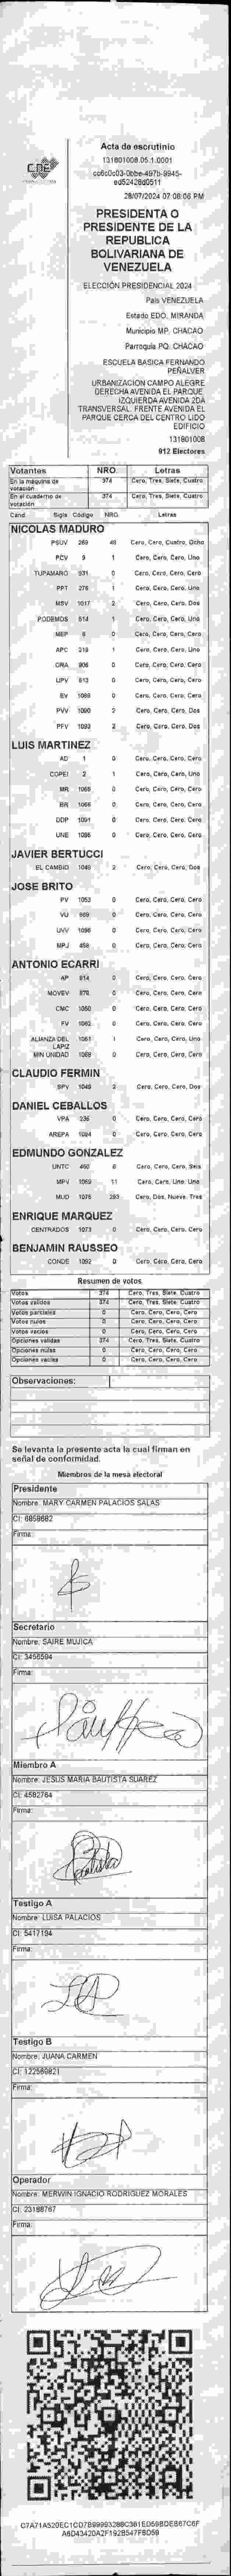 CNE
Acta de escrutinio
131801008.05.1.0001
cc6c0c03-0bbe-497b-9945-
ed52428d0511
28/07/2024 07:06:06 PM
PRESIDENTA O
PRESIDENTE DE LA
REPUBLICA
BOLIVARIANA DE
VENEZUELA
ELECCIÓN PRESIDENCIAL 2024
País VENEZUELA
Estado EDO. MIRANDA
Municipio MP. CHACAO
Parroquia PQ. CHACAO
ESCUELA BASICA FERNANDO
PEÑALVER
URBANIZACION CAMPO ALEGRE
DERECHA AVENIDA EL PARQUE.
IZQUIERDA AVENIDA 2DA
TRANSVERSAL. FRENTE AVENIDA EL
PARQUE CERCA DEL CENTRO LIDO
EDIFICIO
131801008
912 Electores
Votantes NRO. Letras
En la máquina de votación 374 Cero, Tres, Siete, Cuatro
En el cuaderno de votación 374 Cero, Tres, Siete, Cuatro
Cand. Sigla Código NRO. Letras
NICOLAS MADURO
PSUV 269 48 Cero, Cero, Cuatro, Ocho
PCV 9 1 Cero, Cero, Cero, Uno
TUPAMARO 931 0 Cero, Cero, Cero, Cero
PPT 276 1 Cero, Cero, Cero, Uno
MSV 1017 2 Cero, Cero, Cero, Dos
PODEMOS 514 1 Cero, Cero, Cero, Uno
MEP 8 0 Cero, Cero, Cero, Cero
APC 219 1 Cero, Cero, Cero, Uno
ORA 906 0 Cero, Cero, Cero, Cero
UPV 613 0 Cero, Cero, Cero, Cero
EV 1088 0 Cero, Cero, Cero, Cero
PVV 1090 2 Cero, Cero, Cero, Dos
PFV 1093 2 Cero, Cero, Cero, Dos
LUIS MARTINEZ
AD 1 0 Cero, Cero, Cero, Cero
COPEI 2 1 Cero, Cero, Cero, Uno
MR 1065 0 Cero, Cero, Cero, Cero
BR 1066 0 Cero, Cero, Cero, Cero
DDP 1091 0 Cero, Cero, Cero, Cero
UNE 1096 0 Cero, Cero, Cero, Cero
JAVIER BERTUCCI
EL CAMBIO 1045 2 Cero, Cero, Cero, Dos
JOSE BRITO
PV 1053 0 Cero, Cero, Cero, Cero
VU 969 0 Cero, Cero, Cero, Cero
UVV 1096 0 Cero, Cero, Cero, Cero
MPJ 458 0 Cero, Cero, Cero, Cero
ANTONIO ECARRI
AP 914 0 Cero, Cero, Cero, Cero
MOVEV 979 0 Cero, Cero, Cero, Cero
CMC 1050 0 Cero, Cero, Cero, Cero
FV 1062 0 Cero, Cero, Cero, Cero
ALIANZA DEL LAPIZ 1061 1 Cero, Cero, Cero, Uno
MIN UNIDAD 1068 0 Cero, Cero, Cero, Cero
CLAUDIO FERMIN
SPV 1049 2 Cero, Cero, Cero, Dos
DANIEL CEBALLOS
VPA 236 0 Cero, Cero, Cero, Cero
AREPA 1094 0 Cero, Cero, Cero, Cero
EDMUNDO GONZALEZ
UNTC 460 6 Cero, Cero, Cero, Seis
MPV 1069 11 Cero, Cero, Uno, Uno
MUD 1075 293 Cero, Dos, Nueve, Tres
ENRIQUE MARQUEZ
CENTRADOS 1073 0 Cero, Cero, Cero, Cero
BENJAMIN RAUSSEO
CONDE 1092 0 Cero, Cero, Cero, Cero
Resumen de votos
Votos 374 Cero, Tres, Siete, Cuatro
Votos válidos 374 Cero, Tres, Siete, Cuatro
Votos parciales 0 Cero, Cero, Cero, Cero
Votos nulos 0 Cero, Cero, Cero, Cero
Votos vacíos 0 Cero, Cero, Cero, Cero
Opciones válidas 374 Cero, Tres, Siete, Cuatro
Opciones nulas 0 Cero, Cero, Cero, Cero
Opciones vacías 0 Cero, Cero, Cero, Cero
Observaciones:
Se levanta la presente acta la cual firman en
señal de conformidad.
Miembros de la mesa electoral
Presidente
Nombre: MARY CARMEN PALACIOS SALAS
CI: 6858682
Firma:
Secretario
Nombre: SAIRE MUJICA
CI: 3456594
Firma:
Miembro A
Nombre: JESUS MARIA BAUTISTA SUAREZ
CI: 4582764
Firma:
Bautista
Testigo A
Nombre: LUISA PALACIOS
CI: 5417194
Firma:
Testigo B
Nombre: JUANA CARMEN
CI: 122569821
Firma:
Operador
Nombre: MERWIN IGNACIO RODRIGUEZ MORALES
CI: 23188767
Firma:
C7A71A520EC1CD7B99993288C361ED59BDEB67C6F
A6D43420A2F192B547FBD59